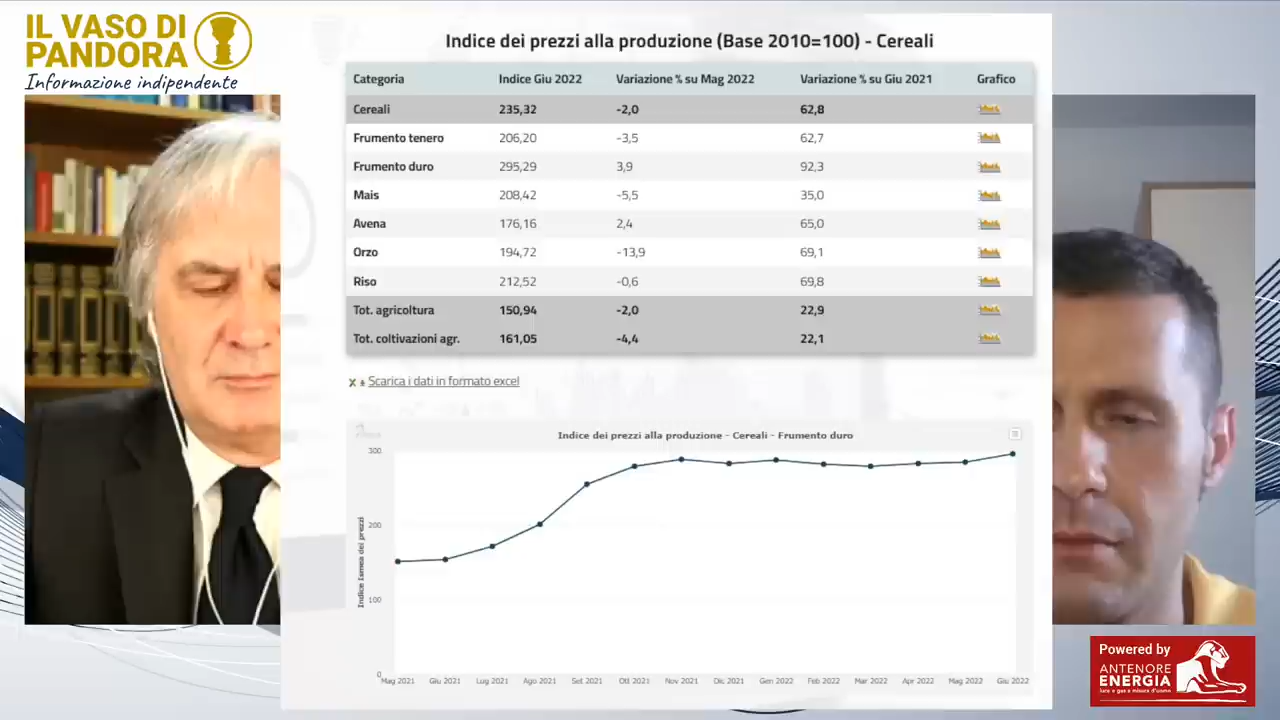 IL VASO DI
PANDORA
Informazione indipendente
Indice dei prezzi alla produzione (Base 2010=100) - Cereali
Categoria Indice Giu 2022 Variazione % su Mag 2022 Variazione % su Giu 2021 Grafico
Cereali 235,32 -2,0 62,8
Frumento tenero 206,20 -3,5 62,7
Frumento duro 295,29 3,9 92,3
Mais 208,42 -5,5 35,0
Avena 176,16 2,4 65,0
Orzo 194,72 -13,9 69,1
Riso 212,52 -0,6 69,8
Tot. agricoltura 150,94 -2,0 22,9
Tot. coltivazioni agr. 161,05 -4,4 22,1
Scarica i dati in formato excel
Indice dei prezzi alla produzione - Cereali - Frumento duro
Indice Ismea dei prezzi
300
200
100
0
Mag 2021 Giu 2021 Lug 2021 Ago 2021 Set 2021 Ott 2021 Nov 2021 Dic 2021 Gen 2022 Feb 2022 Mar 2022 Apr 2022 Mag 2022 Giu 2022
Powered by
ANTENORE
ENERGIA
luce e gas a misura d'uomo